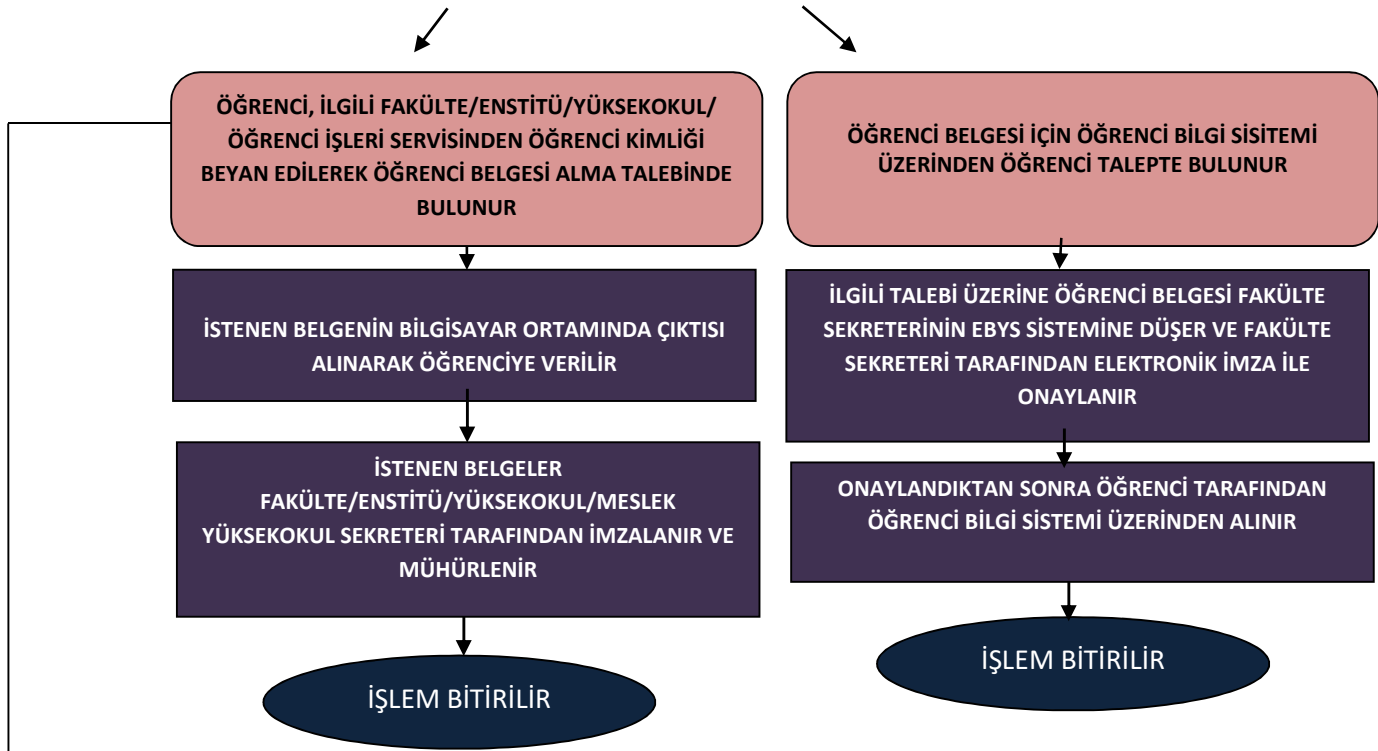 ÖĞRENCİ, İLGİLİ FAKÜLTE/ENSTİTÜ/YÜKSEKOKUL/
ÖĞRENCİ İŞLERİ SERVİSİNDEN ÖĞRENCİ KİMLİĞİ
BEYAN EDİLEREK ÖĞRENCİ BELGESİ ALMA TALEBİNDE
BULUNUR
İSTENEN BELGENİN BİLGİSAYAR ORTAMINDA ÇIKTISI
ALINARAK ÖĞRENCİYE VERİLİR
İSTENEN BELGELER
FAKÜLTE/ENSTİTÜ/YÜKSEKOKUL/MESLEK
YÜKSEKOKUL SEKRETERİ TARAFINDAN İMZALANIR VE
MÜHÜRLENİR
İŞLEM BİTİRİLİR
ÖĞRENCİ BELGESİ İÇİN ÖĞRENCİ BİLGİ SİSİTEMİ
ÜZERİNDEN ÖĞRENCİ TALEPTE BULUNUR
İLGİLİ TALEBİ ÜZERİNE ÖĞRENCİ BELGESİ FAKÜLTE
SEKRETERİNİN EBYS SİSTEMİNE DÜŞER VE FAKÜLTE
SEKRETERİ TARAFINDAN ELEKTRONİK İMZA İLE
ONAYLANIR
ONAYLANDIKTAN SONRA ÖĞRENCİ TARAFINDAN
ÖĞRENCİ BİLGİ SİSTEMİ ÜZERİNDEN ALINIR
İŞLEM BİTİRİLİR